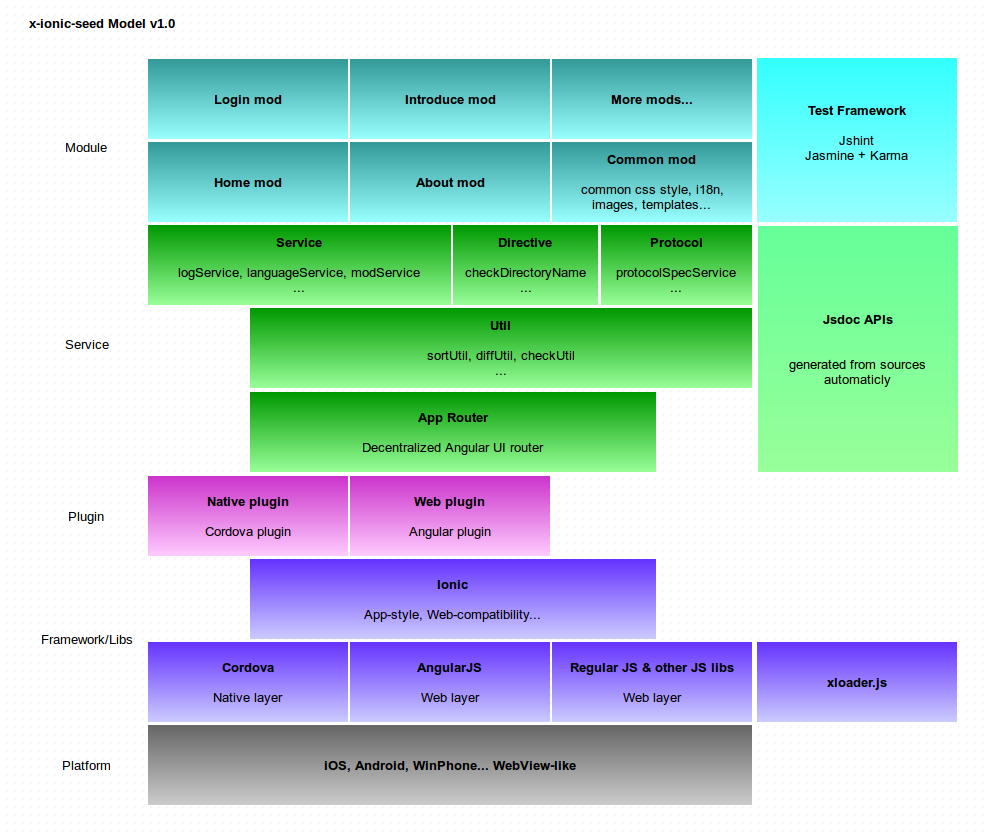 x-ionic-seed Model v1.0
Login mod
Introduce mod
More mods...
Test Framework
Jshint
Jasmine + Karma
Module
Home mod
About mod
Common mod
common css style, i18n,
images, templates...
Service
logService, languageService, modService
...
Directive
checkDirectoryName
...
Protocol
protocolSpecService
...
Jsdoc APIs
generated from sources
automaticly
Service
Util
sortUtil, diffUtil, checkUtil
...
App Router
Decentralized Angular UI router
Plugin
Native plugin
Cordova plugin
Web plugin
Angular plugin
Ionic
App-style, Web-compatibility...
Framework/Libs
Cordova
Native layer
AngularJS
Web layer
Regular JS & other JS libs
Web layer
xloader.js
Platform
iOS, Android, WinPhone... WebView-like